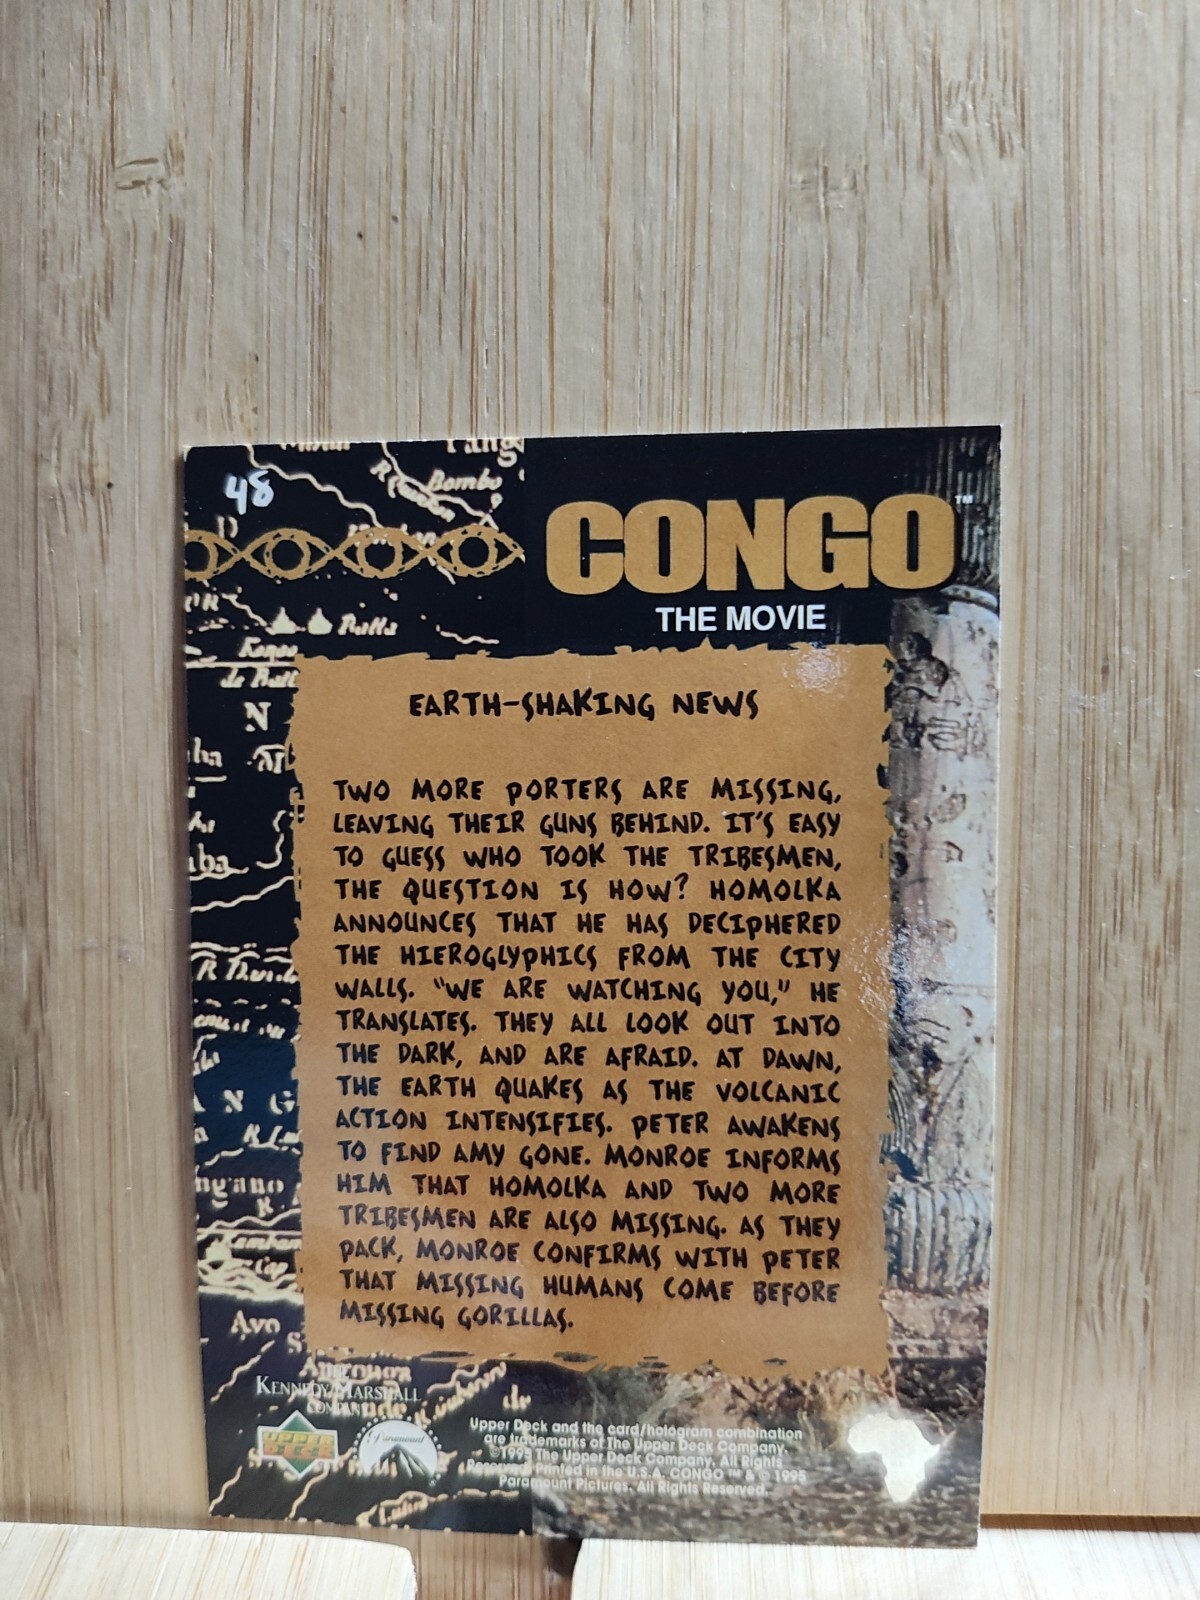 48
Bombo
CONGO™
THE MOVIE
EARTH-SHAKING NEWS
TWO MORE PORTERS ARE MISSING,
LEAVING THEIR GUNS BEHIND. IT'S EASY
TO GUESS WHO TOOK THE TRIBESMEN,
THE QUESTION IS HOW? HOMOLKA
ANNOUNCES THAT HE HAS DECIPHERED
THE HIEROGLYPHICS FROM THE CITY
WALLS. "WE ARE WATCHING YOU," HE
TRANSLATES. THEY ALL LOOK OUT INTO
THE DARK, AND ARE AFRAID. AT DAWN,
THE EARTH QUAKES AS THE VOLCANIC
ACTION INTENSIFIES. PETER AWAKENS
TO FIND AMY GONE. MONROE INFORMS
HIM THAT HOMOLKA AND TWO MORE
TRIBESMEN ARE ALSO MISSING. AS THEY
PACK, MONROE CONFIRMS WITH PETER
THAT MISSING HUMANS COME BEFORE
MISSING GORILLAS.
KENNEDY/MARSHALL
COMPANY
UPPER
DECK
Paramount
Upper Deck and the card/hologram combination
are trademarks of The Upper Deck Company.
©1995 The Upper Deck Company. All Rights
Reserved. Printed in the U.S.A. CONGO ™ & © 1995
Paramount Pictures. All Rights Reserved.